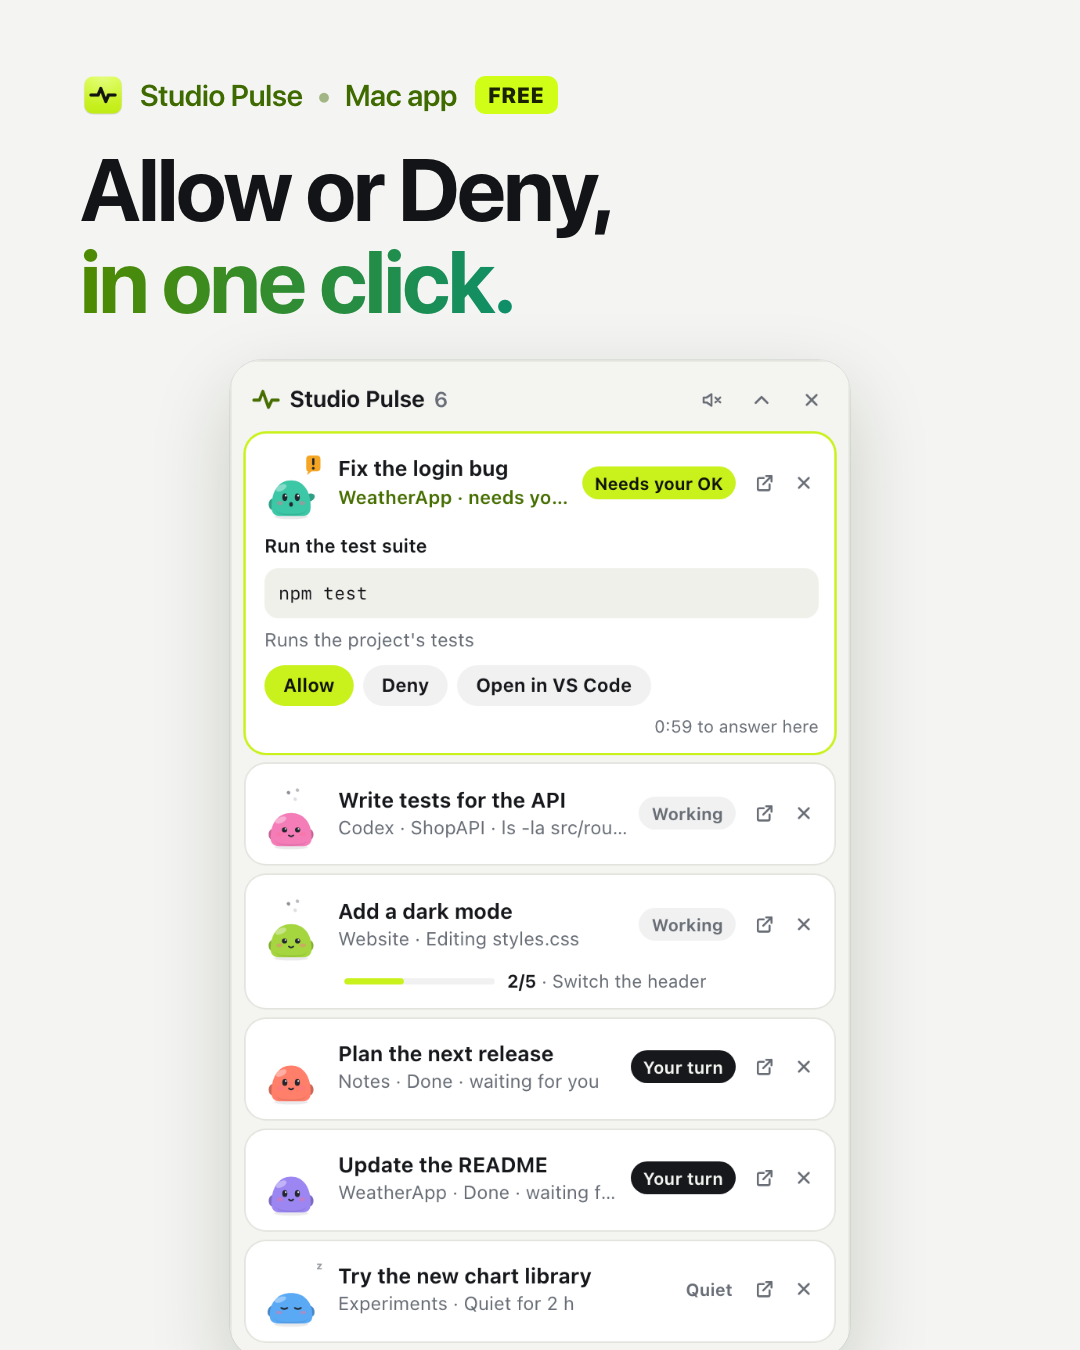 Studio Pulse • Mac app FREE
Allow or Deny,
in one click.
Studio Pulse 6
Fix the login bug
WeatherApp · needs yo...
Needs your OK
Run the test suite
npm test
Runs the project's tests
Allow Deny Open in VS Code
0:59 to answer here
Write tests for the API
Codex · ShopAPI · ls -la src/rou...
Working
Add a dark mode
Website · Editing styles.css
Working
2/5 · Switch the header
Plan the next release
Notes · Done · waiting for you
Your turn
Update the README
WeatherApp · Done · waiting f...
Your turn
z
Try the new chart library
Experiments · Quiet for 2 h
Quiet